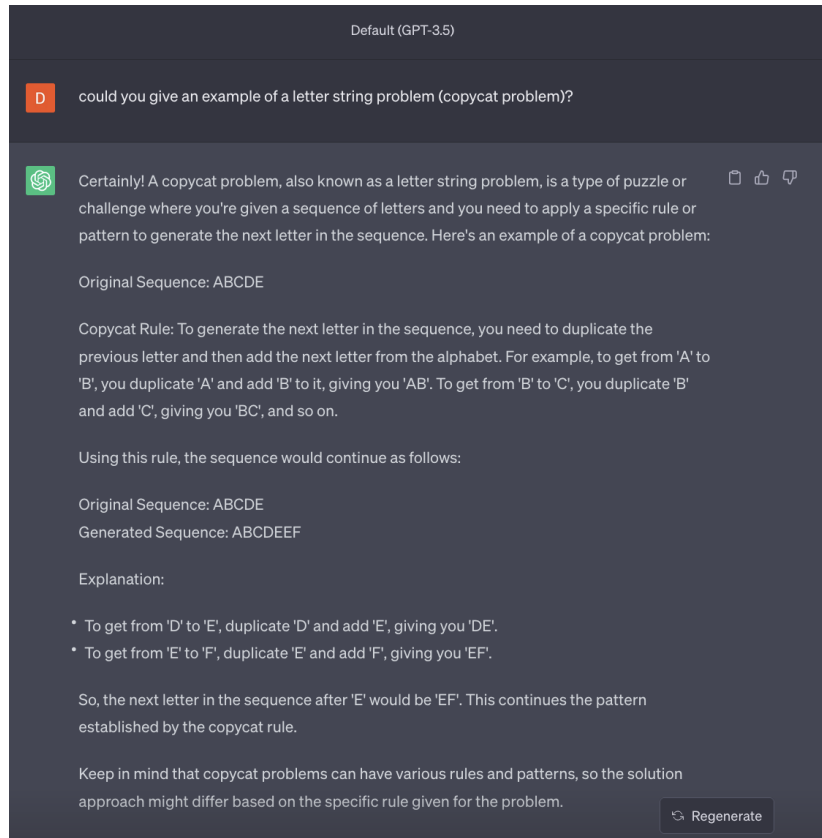 Default (GPT-3.5)
D
could you give an example of a letter string problem (copycat problem)?
Certainly! A copycat problem, also known as a letter string problem, is a type of puzzle or
challenge where you're given a sequence of letters and you need to apply a specific rule or
pattern to generate the next letter in the sequence. Here's an example of a copycat problem:
Original Sequence: ABCDE
Copycat Rule: To generate the next letter in the sequence, you need to duplicate the
previous letter and then add the next letter from the alphabet. For example, to get from 'A' to
'B', you duplicate 'A' and add 'B' to it, giving you 'AB'. To get from 'B' to 'C', you duplicate 'B'
and add 'C', giving you 'BC', and so on.
Using this rule, the sequence would continue as follows:
Original Sequence: ABCDE
Generated Sequence: ABCDEEF
Explanation:
• To get from 'D' to 'E', duplicate 'D' and add 'E', giving you 'DE'.
• To get from 'E' to 'F', duplicate 'E' and add 'F', giving you 'EF'.
So, the next letter in the sequence after 'E' would be 'EF'. This continues the pattern
established by the copycat rule.
Keep in mind that copycat problems can have various rules and patterns, so the solution
approach might differ based on the specific rule given for the problem.
Regenerate